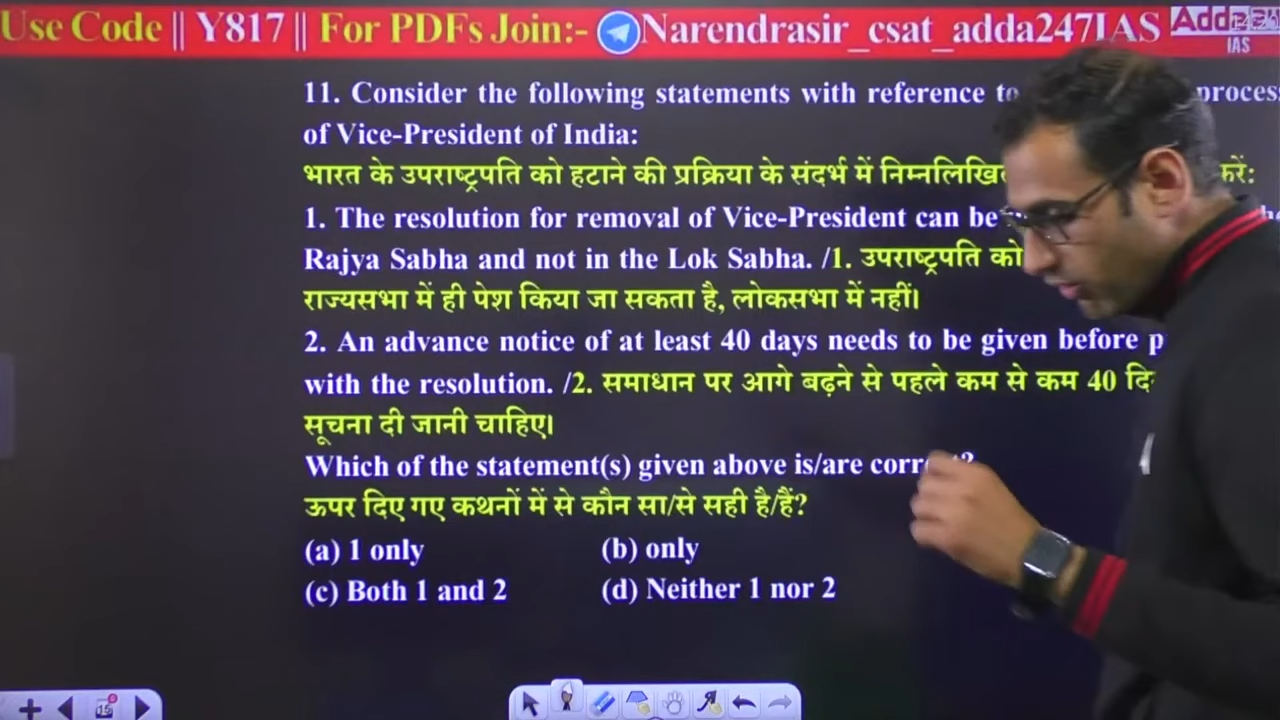 Use Code || Y817 || For PDFs Join:- Narendrasir_csat_adda247IAS
IAS
11. Consider the following statements with reference to process
of Vice-President of India:
भारत के उपराष्ट्रपति को हटाने की प्रक्रिया के संदर्भ में करें:
1. The resolution for removal of Vice-President can be
Rajya Sabha and not in the Lok Sabha. /1. उपराष्ट्रपति को
राज्यसभा में ही पेश किया जा सकता है, लोकसभा में नहीं।
2. An advance notice of at least 40 days needs to be given before
with the resolution. /2. समाधान पर आगे बढ़ने से पहले कम से कम 40
सूचना दी जानी चाहिए।
Which of the statement(s) given above is/are
ऊपर दिए गए कथनों में से कौन सा/से सही है/हैं?
(a) 1 only (b) only
(c) Both 1 and 2 (d) Neither 1 nor 2
15